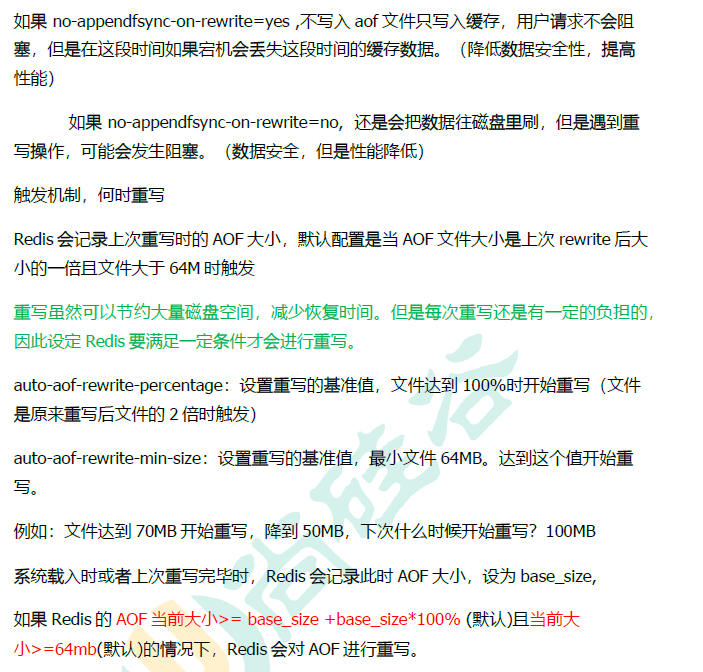 如果 no-appendfsync-on-rewrite=yes ,不写入 aof 文件只写入缓存，用户请求不会阻
塞，但是在这段时间如果宕机会丢失这段时间的缓存数据。（降低数据安全性，提高
性能）
如果 no-appendfsync-on-rewrite=no,  还是会把数据往磁盘里刷，但是遇到重
写操作，可能会发生阻塞。（数据安全，但是性能降低）
触发机制，何时重写
Redis 会记录上次重写时的 AOF 大小，默认配置是当 AOF 文件大小是上次 rewrite 后大
小的一倍且文件大于 64M 时触发
重写虽然可以节约大量磁盘空间，减少恢复时间。但是每次重写还是有一定的负担的，
因此设定 Redis 要满足一定条件才会进行重写。
auto-aof-rewrite-percentage：设置重写的基准值，文件达到 100%时开始重写（文件
是原来重写后文件的 2 倍时触发）
auto-aof-rewrite-min-size：设置重写的基准值，最小文件 64MB。达到这个值开始重
写。
例如：文件达到 70MB 开始重写，降到 50MB，下次什么时候开始重写？100MB
系统载入时或者上次重写完毕时，Redis 会记录此时 AOF 大小，设为 base_size,
如果 Redis 的 AOF 当前大小>= base_size +base_size*100% (默认)且当前大
小>=64mb(默认)的情况下，Redis 会对 AOF 进行重写。
尚硅谷